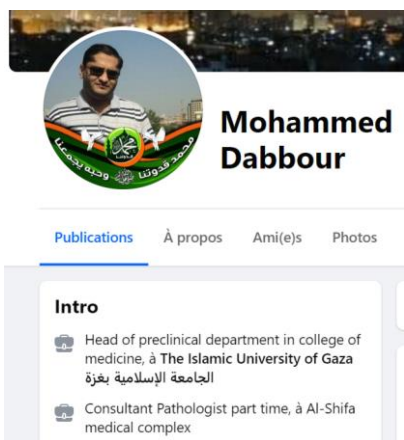 Mohammed
Dabbour
محمد قدوتنا وحبه يجمعنا
محمد
Publications
À propos
Ami(e)s
Photos
Intro
Head of preclinical department in college of
medicine, à The Islamic University of Gaza
الجامعة الإسلامية بغزة
Consultant Pathologist part time, à Al-Shifa
medical complex